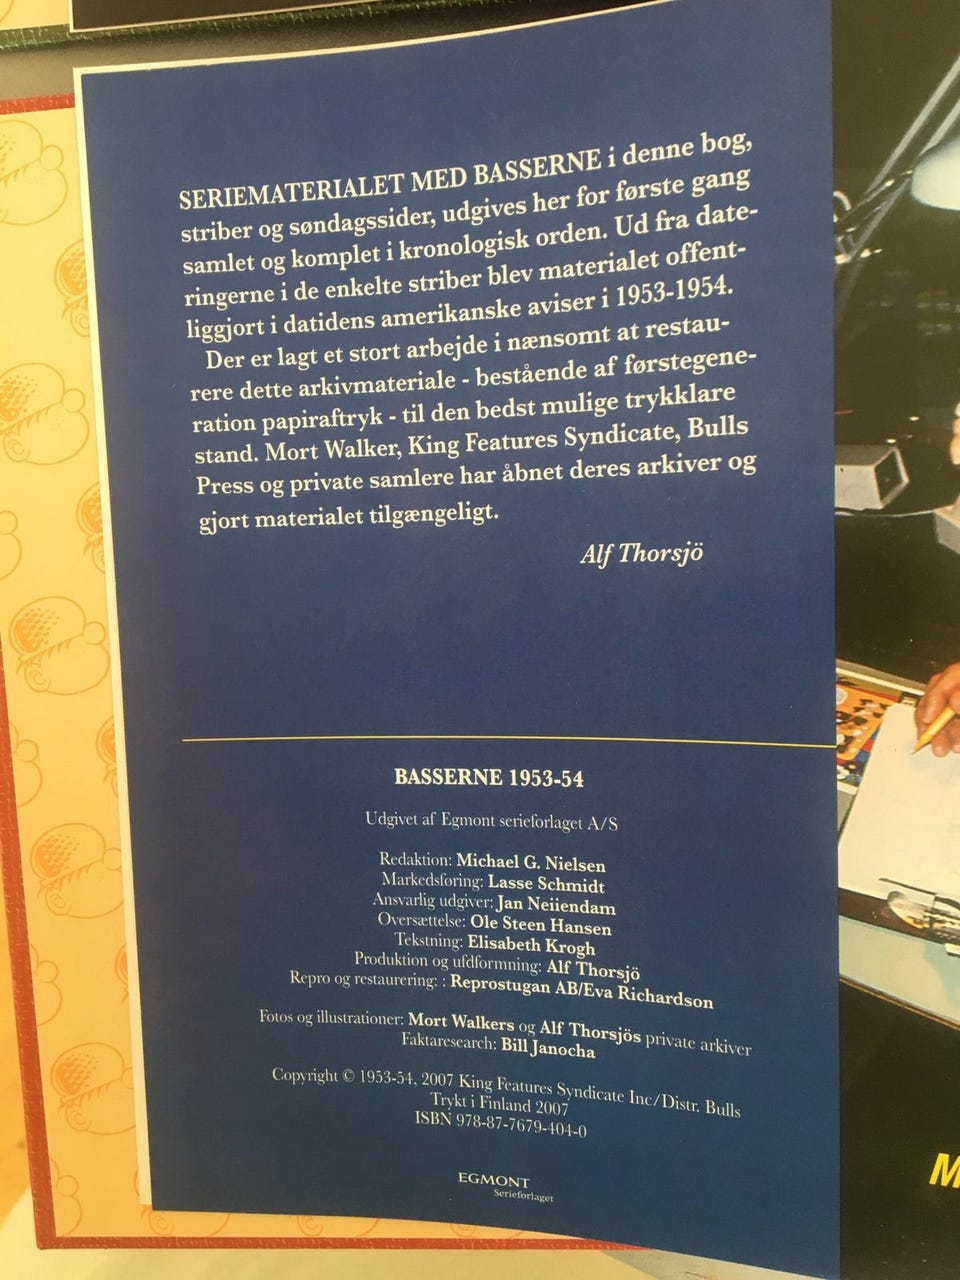 SERIEMATERIALET MED BASSERNE i denne bog,
striber og søndagssider, udgives her for første gang
samlet og komplet i kronologisk orden. Ud fra date-
ringerne i de enkelte striber blev materialet offent-
liggjort i datidens amerikanske aviser i 1953-1954.
Der er lagt et stort arbejde i nænsomt at restau-
rere dette arkivmateriale - bestående af førstegene-
ration papiraftryk - til den bedst mulige trykklare
stand. Mort Walker, King Features Syndicate, Bulls
Press og private samlere har åbnet deres arkiver og
gjort materialet tilgængeligt.
Alf Thorsjö
BASSERNE 1953-54
Udgivet af Egmont serieforlaget A/S
Redaktion: Michael G. Nielsen
Markedsføring: Lasse Schmidt
Ansvarlig udgiver: Jan Neiiendam
Oversættelse: Ole Steen Hansen
Tekstning: Elisabeth Krogh
Produktion og ufdformning: Alf Thorsjö
Repro og restaurering: : Reprostugan AB/Eva Richardson
Fotos og illustrationer: Mort Walkers og Alf Thorsjös private arkiver
Faktaresearch: Bill Janocha
Copyright © 1953-54, 2007 King Features Syndicate Inc/Distr. Bulls
Trykt i Finland 2007
ISBN 978-87-7679-404-0
EGMONT
Serieforlaget
M